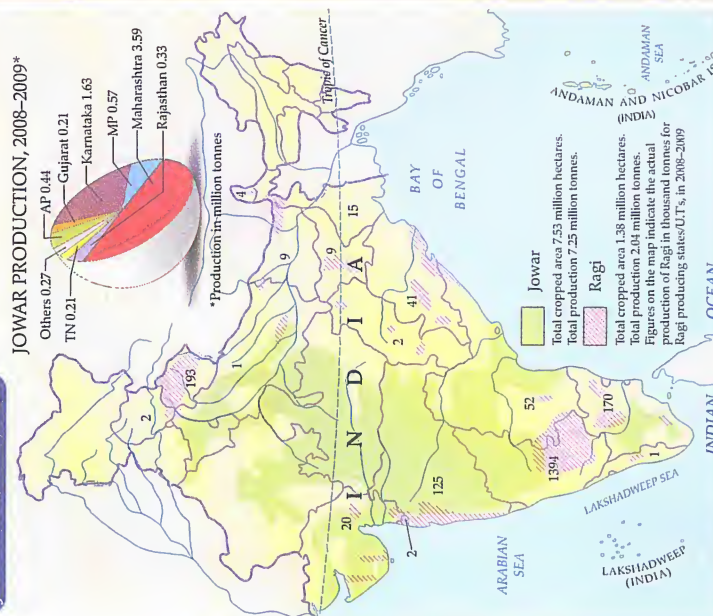 JOWAR PRODUCTION, 2008–2009*
Others 0.27
AP 0.44
Gujarat 0.21
Karnataka 1.63
MP 0.57
Maharashtra 3.59
Rajasthan 0.33
TN 0.21
*Production in million tonnes
Tropic of Cancer
2
193
1
9
4
9
15
20
I N D I A
2
41
125
2
52
1394
170
1
ARABIAN
SEA
BAY
OF
BENGAL
LAKSHADWEEP SEA
LAKSHADWEEP
(INDIA)
ANDAMAN
SEA
ANDAMAN AND NICOBAR IS
(INDIA)
INDIAN OCEAN
Jowar
Total cropped area 7.53 million hectares.
Total production 7.25 million tonnes.
Ragi
Total cropped area 1.38 million hectares.
Total production 2.04 million tonnes.
Figures on the map indicate the actual
production of Ragi in thousand tonnes for
Ragi producing states/U.T's, in 2008–2009